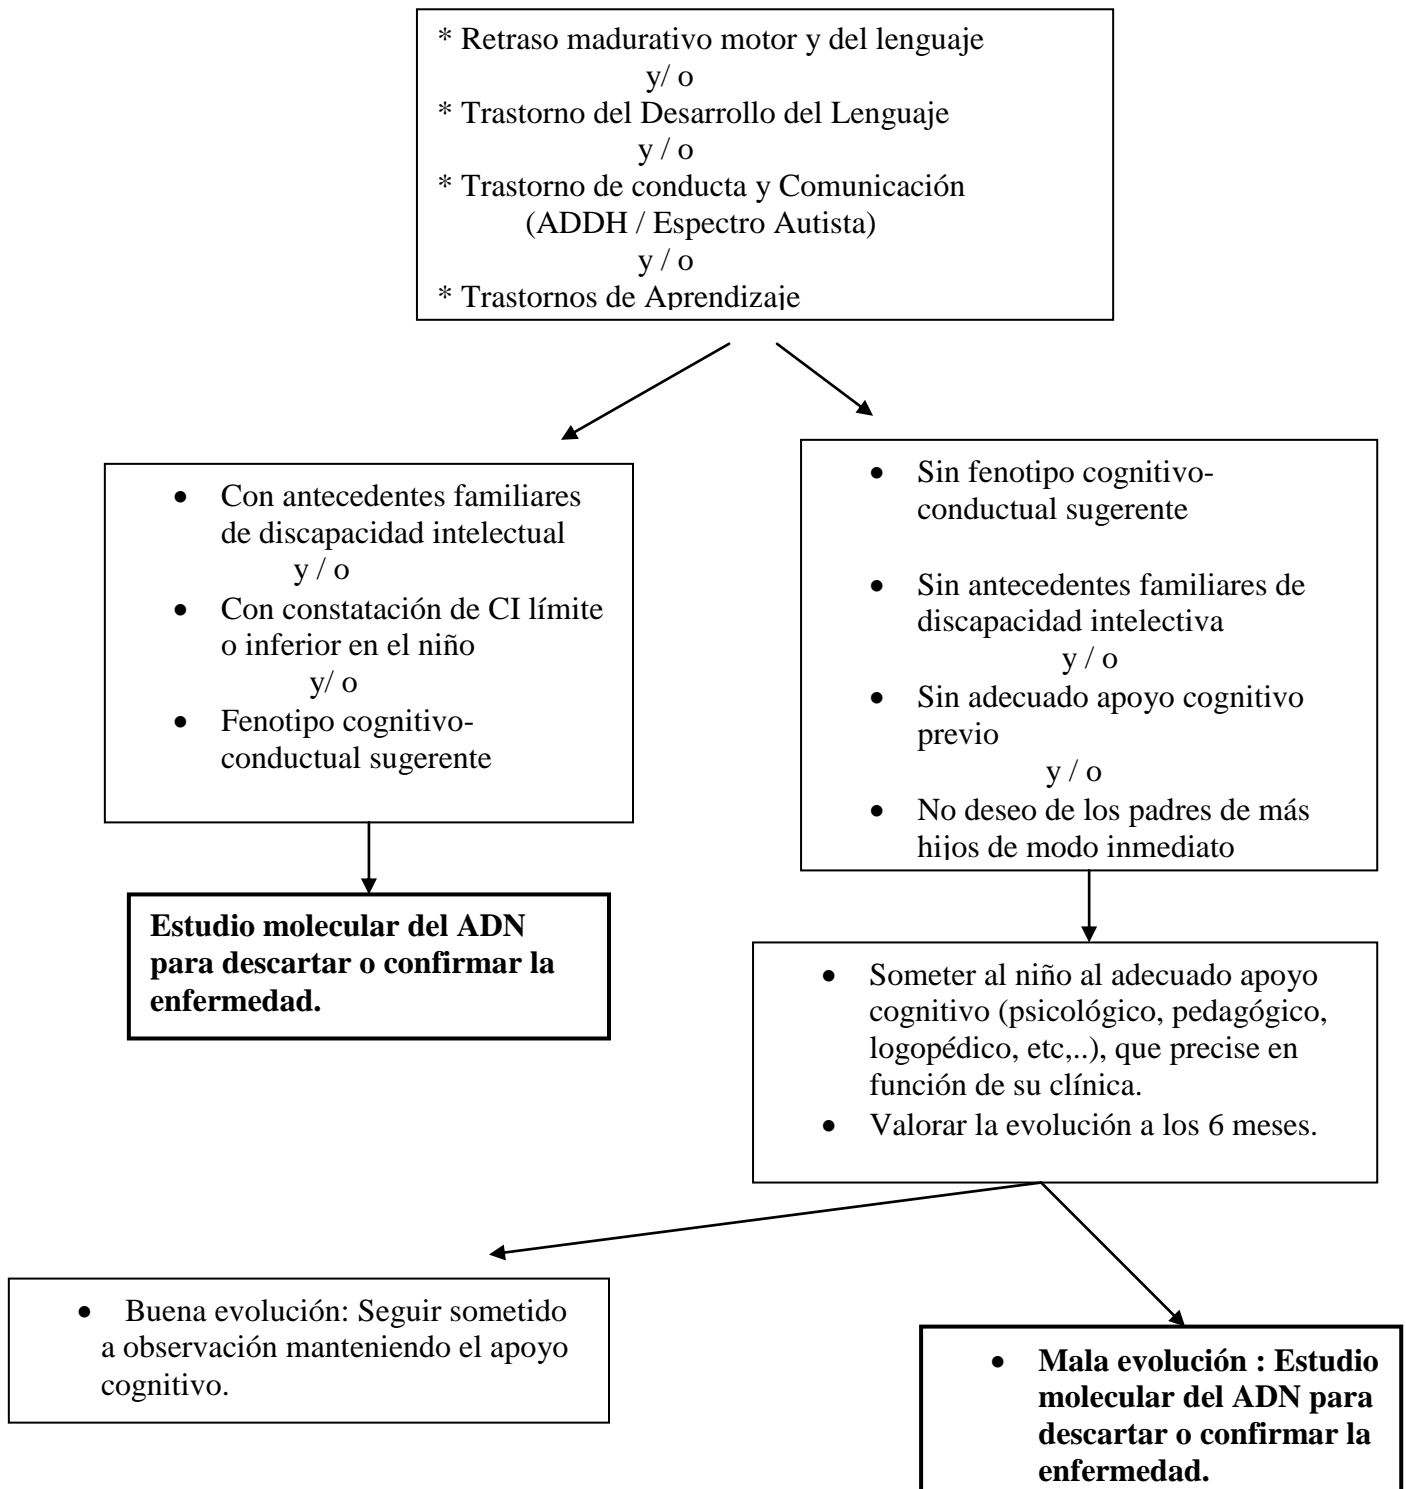 * Retraso madurativo motor y del lenguaje
y/ o
* Trastorno del Desarrollo del Lenguaje
y / o
* Trastorno de conducta y Comunicación
(ADDH / Espectro Autista)
y / o
* Trastornos de Aprendizaje
• Con antecedentes familiares
de discapacidad intelectual
y / o
• Con constatación de CI límite
o inferior en el niño
y/ o
• Fenotipo cognitivo-
conductual sugerente
• Sin fenotipo cognitivo-
conductual sugerente
• Sin antecedentes familiares de
discapacidad intelectiva
y / o
• Sin adecuado apoyo cognitivo
previo
y / o
• No deseo de los padres de más
hijos de modo inmediato
Estudio molecular del ADN
para descartar o confirmar la
enfermedad.
• Someter al niño al adecuado apoyo
cognitivo (psicológico, pedagógico,
logopédico, etc,..), que precise en
función de su clínica.
• Valorar la evolución a los 6 meses.
• Buena evolución: Seguir sometido
a observación manteniendo el apoyo
cognitivo.
• Mala evolución : Estudio
molecular del ADN para
descartar o confirmar la
enfermedad.